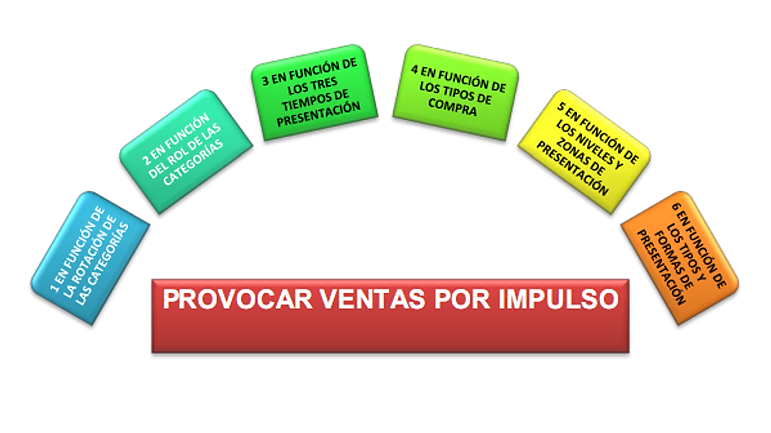 1 EN FUNCIÓN DE
LA ROTACIÓN DE
LAS CATEGORÍAS
2 EN FUNCIÓN
DEL ROL DE LAS
CATEGORÍAS
3 EN FUNCIÓN DE
LOS TRES
TIEMPOS DE
PRESENTACIÓN
4 EN FUNCIÓN DE
LOS TIPOS DE
COMPRA
5 EN FUNCIÓN DE
LOS NIVELES Y
ZONAS DE
PRESENTACIÓN
6 EN FUNCIÓN DE
LOS TIPOS Y
FORMAS DE
PRESENTACIÓN
PROVOCAR VENTAS POR IMPULSO